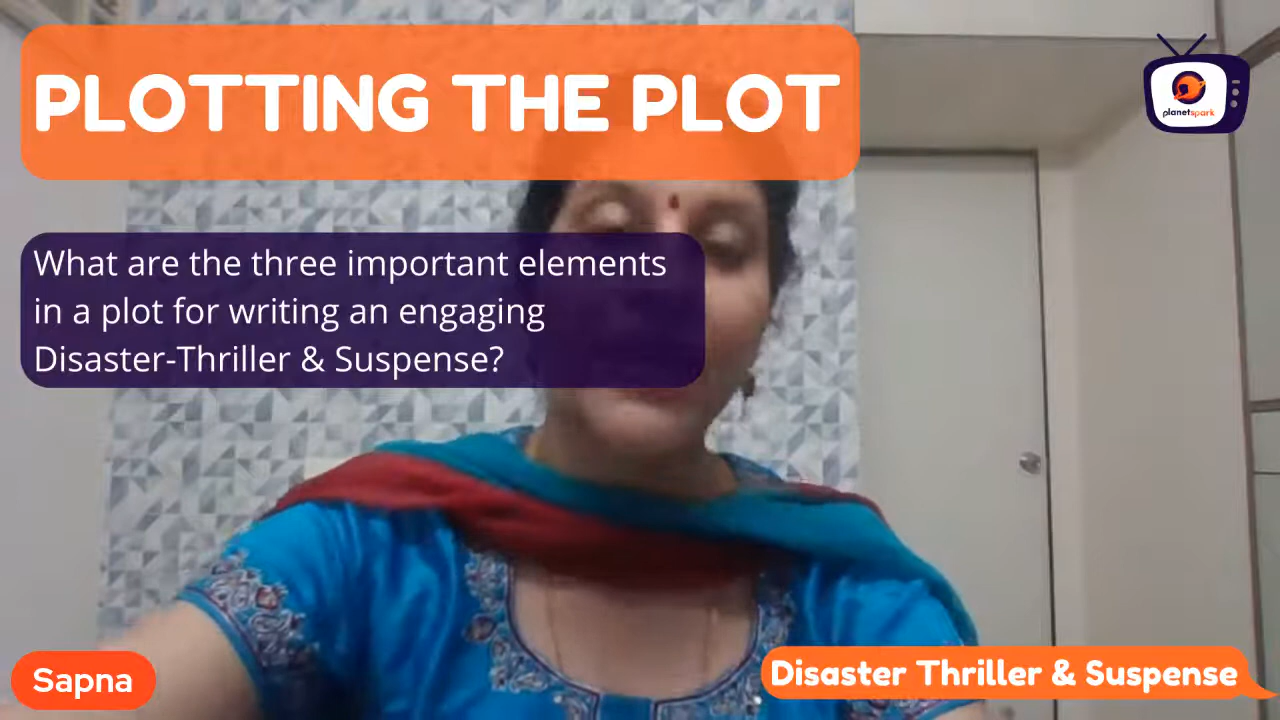 PLOTTING THE PLOT
planetspark
What are the three important elements
in a plot for writing an engaging
Disaster-Thriller & Suspense?
Sapna
Disaster Thriller & Suspense